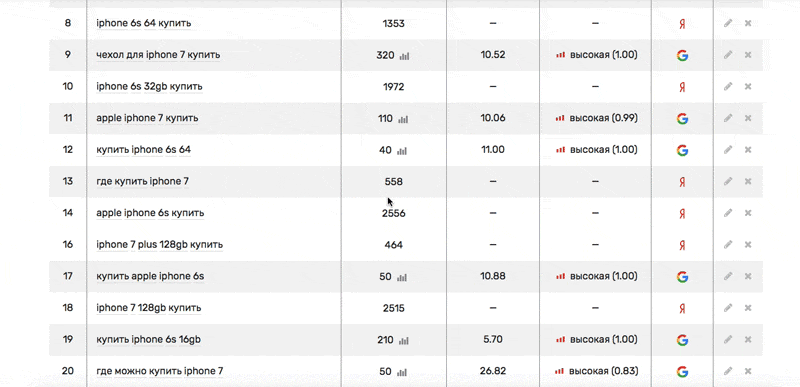 8 iphone 6s 64 купить 1353 — — Я
9 чехол для iphone 7 купить 320 10.52 высокая (1.00) G
10 iphone 6s 32gb купить 1972 — — Я
11 apple iphone 7 купить 110 10.06 высокая (0.99) G
12 купить iphone 6s 64 40 11.00 высокая (1.00) G
13 где купить iphone 7 558 — — Я
14 apple iphone 6s купить 2556 — — Я
16 iphone 7 plus 128gb купить 464 — — Я
17 купить apple iphone 6s 50 10.88 высокая (1.00) G
18 iphone 7 128gb купить 2515 — — Я
19 купить iphone 6s 16gb 210 5.70 высокая (1.00) G
20 где можно купить iphone 7 50 26.82 высокая (0.83) G